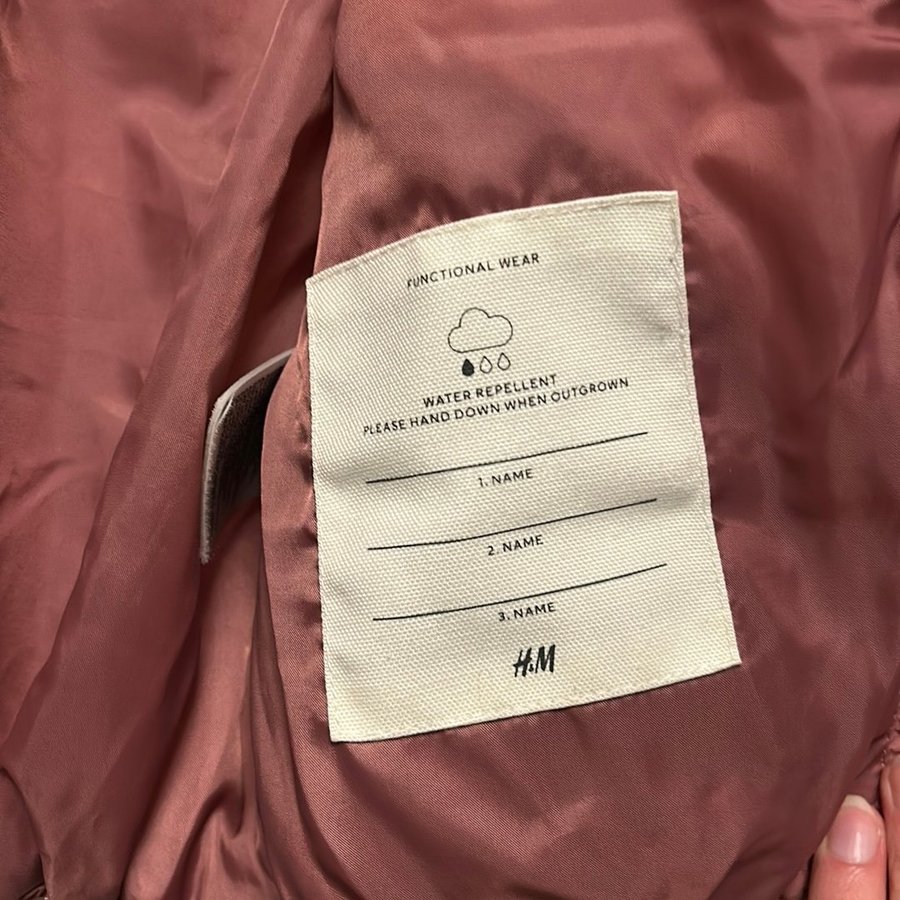 FUNCTIONAL WEAR
WATER REPELLENT
PLEASE HAND DOWN WHEN OUTGROWN
1. NAME
2. NAME
3. NAME
H&M